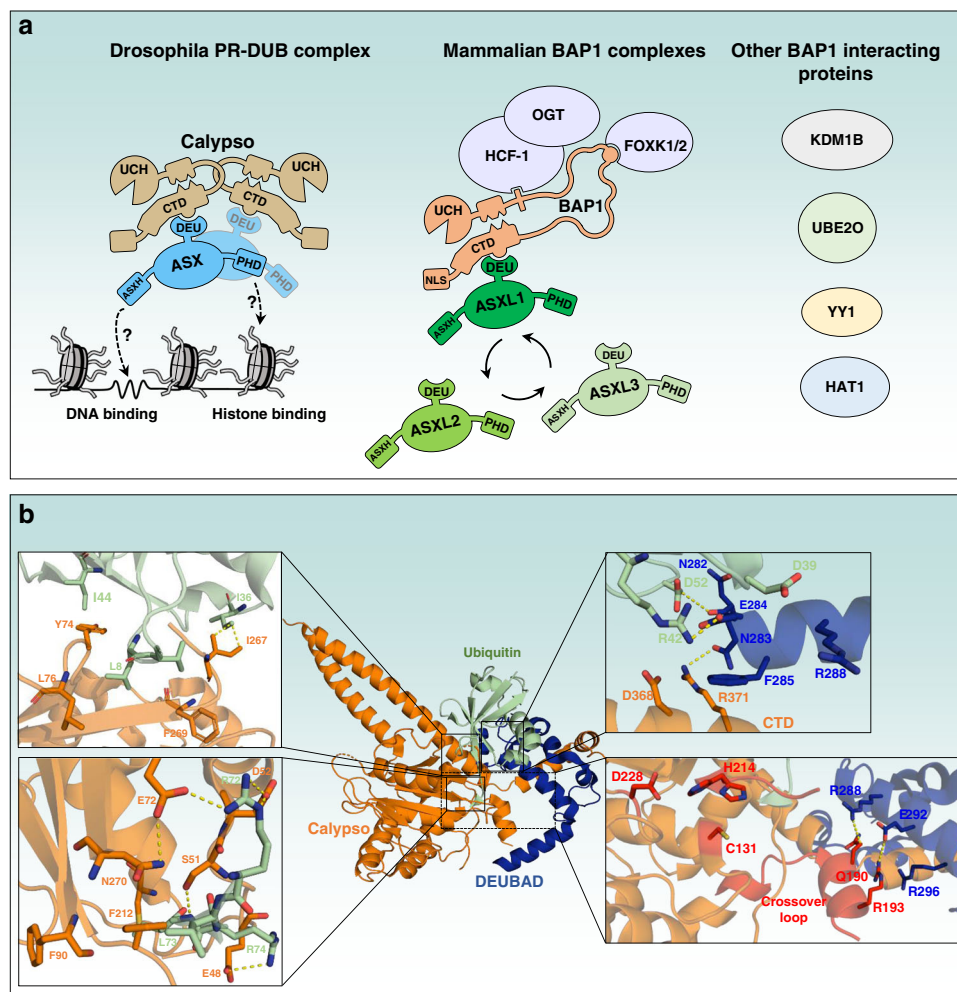 a
Drosophila PR-DUB complex
Mammalian BAP1 complexes
Other BAP1 interacting
proteins
Calypso
UCH
UCH
CTD
CTD
DEU
DEU
ASX
PHD
PHD
ASXH
?
?
DNA binding
Histone binding
OGT
HCF-1
FOXK1/2
UCH
BAP1
CTD
NLS
DEU
ASXL1
PHD
ASXH
DEU
ASXL2
PHD
ASXH
DEU
ASXL3
PHD
ASXH
KDM1B
UBE2O
YY1
HAT1
b
I44
I36
Y74
I267
L8
L76
F269
E72
R72
D52
S51
N270
F212
L73
F90
R74
E48
Ubiquitin
Calypso
DEUBAD
N282
D52
D39
E284
R42
N283
R288
F285
D368
R371
CTD
D228
H214
R288
E292
C131
Q190
Crossover
loop
R296
R193